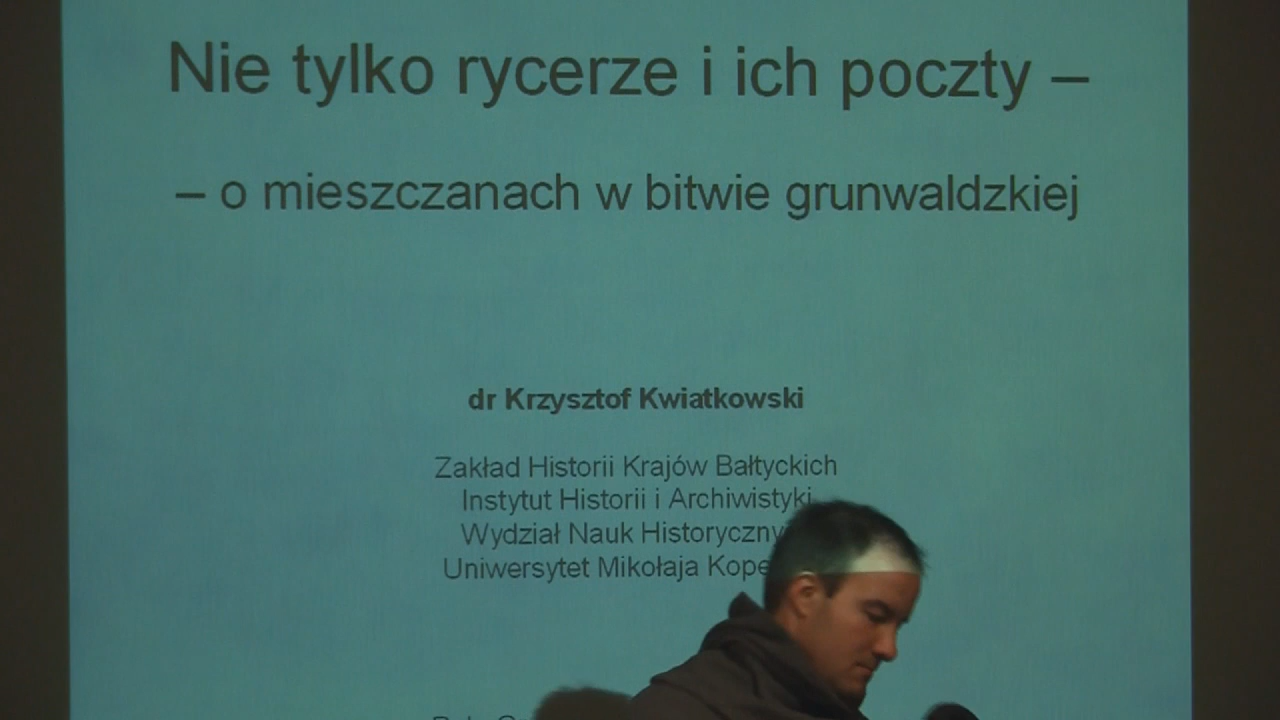 Nie tylko rycerze i ich poczty –
– o mieszczanach w bitwie grunwaldzkiej
dr Krzysztof Kwiatkowski
Zakład Historii Krajów Bałtyckich
Instytut Historii i Archiwistyki
Wydział Nauk
Uniwersytet Mikołaja